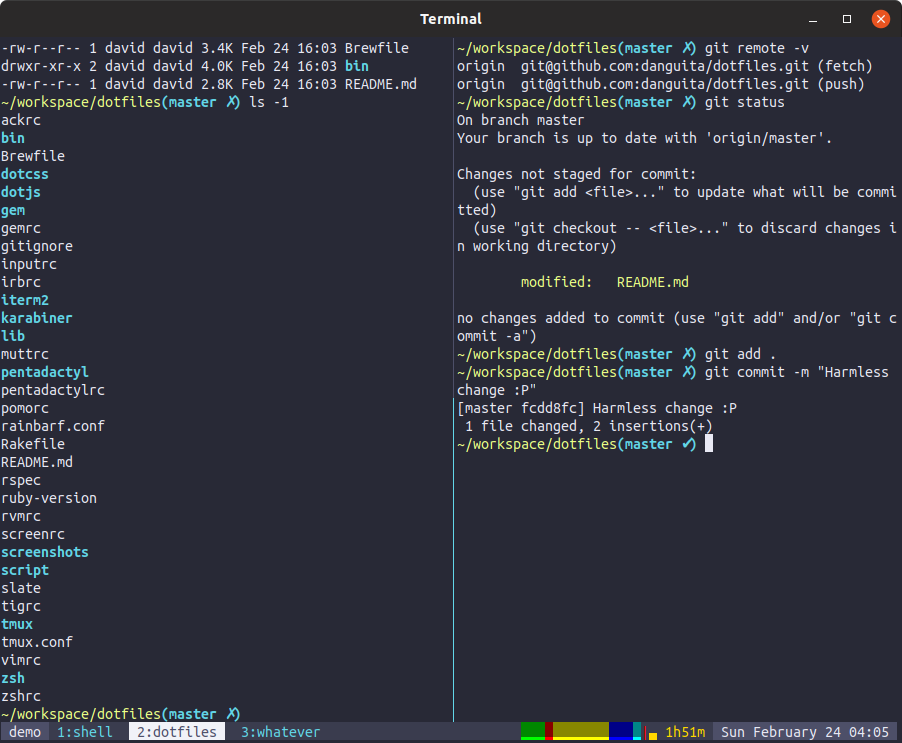 Terminal
-rw-r--r-- 1 david david 3.4K Feb 24 16:03 Brewfile
drwxr-xr-x 2 david david 4.0K Feb 24 16:03 bin
-rw-r--r-- 1 david david 2.8K Feb 24 16:03 README.md
~/workspace/dotfiles(master ✗) ls -1
ackrc
bin
Brewfile
dotcss
dotjs
gem
gemrc
gitignore
inputrc
irbrc
iterm2
karabiner
lib
muttrc
pentadactyl
pentadactylrc
pomorc
rainbarf.conf
Rakefile
README.md
rspec
ruby-version
rvmrc
screenrc
screenshots
script
slate
tigrc
tmux
tmux.conf
vimrc
zsh
zshrc
~/workspace/dotfiles(master ✗)
~/workspace/dotfiles(master ✗) git remote -v
origin  git@github.com:danguita/dotfiles.git (fetch)
origin  git@github.com:danguita/dotfiles.git (push)
~/workspace/dotfiles(master ✗) git status
On branch master
Your branch is up to date with 'origin/master'.
Changes not staged for commit:
  (use "git add <file>..." to update what will be commi
tted)
  (use "git checkout -- <file>..." to discard changes i
n working directory)
        modified:   README.md
no changes added to commit (use "git add" and/or "git c
ommit -a")
~/workspace/dotfiles(master ✗) git add .
~/workspace/dotfiles(master ✗) git commit -m "Harmless
change :P"
[master fcdd8fc] Harmless change :P
 1 file changed, 2 insertions(+)
~/workspace/dotfiles(master ✓)
demo 1:shell 2:dotfiles 3:whatever 1h51m Sun February 24 04:05